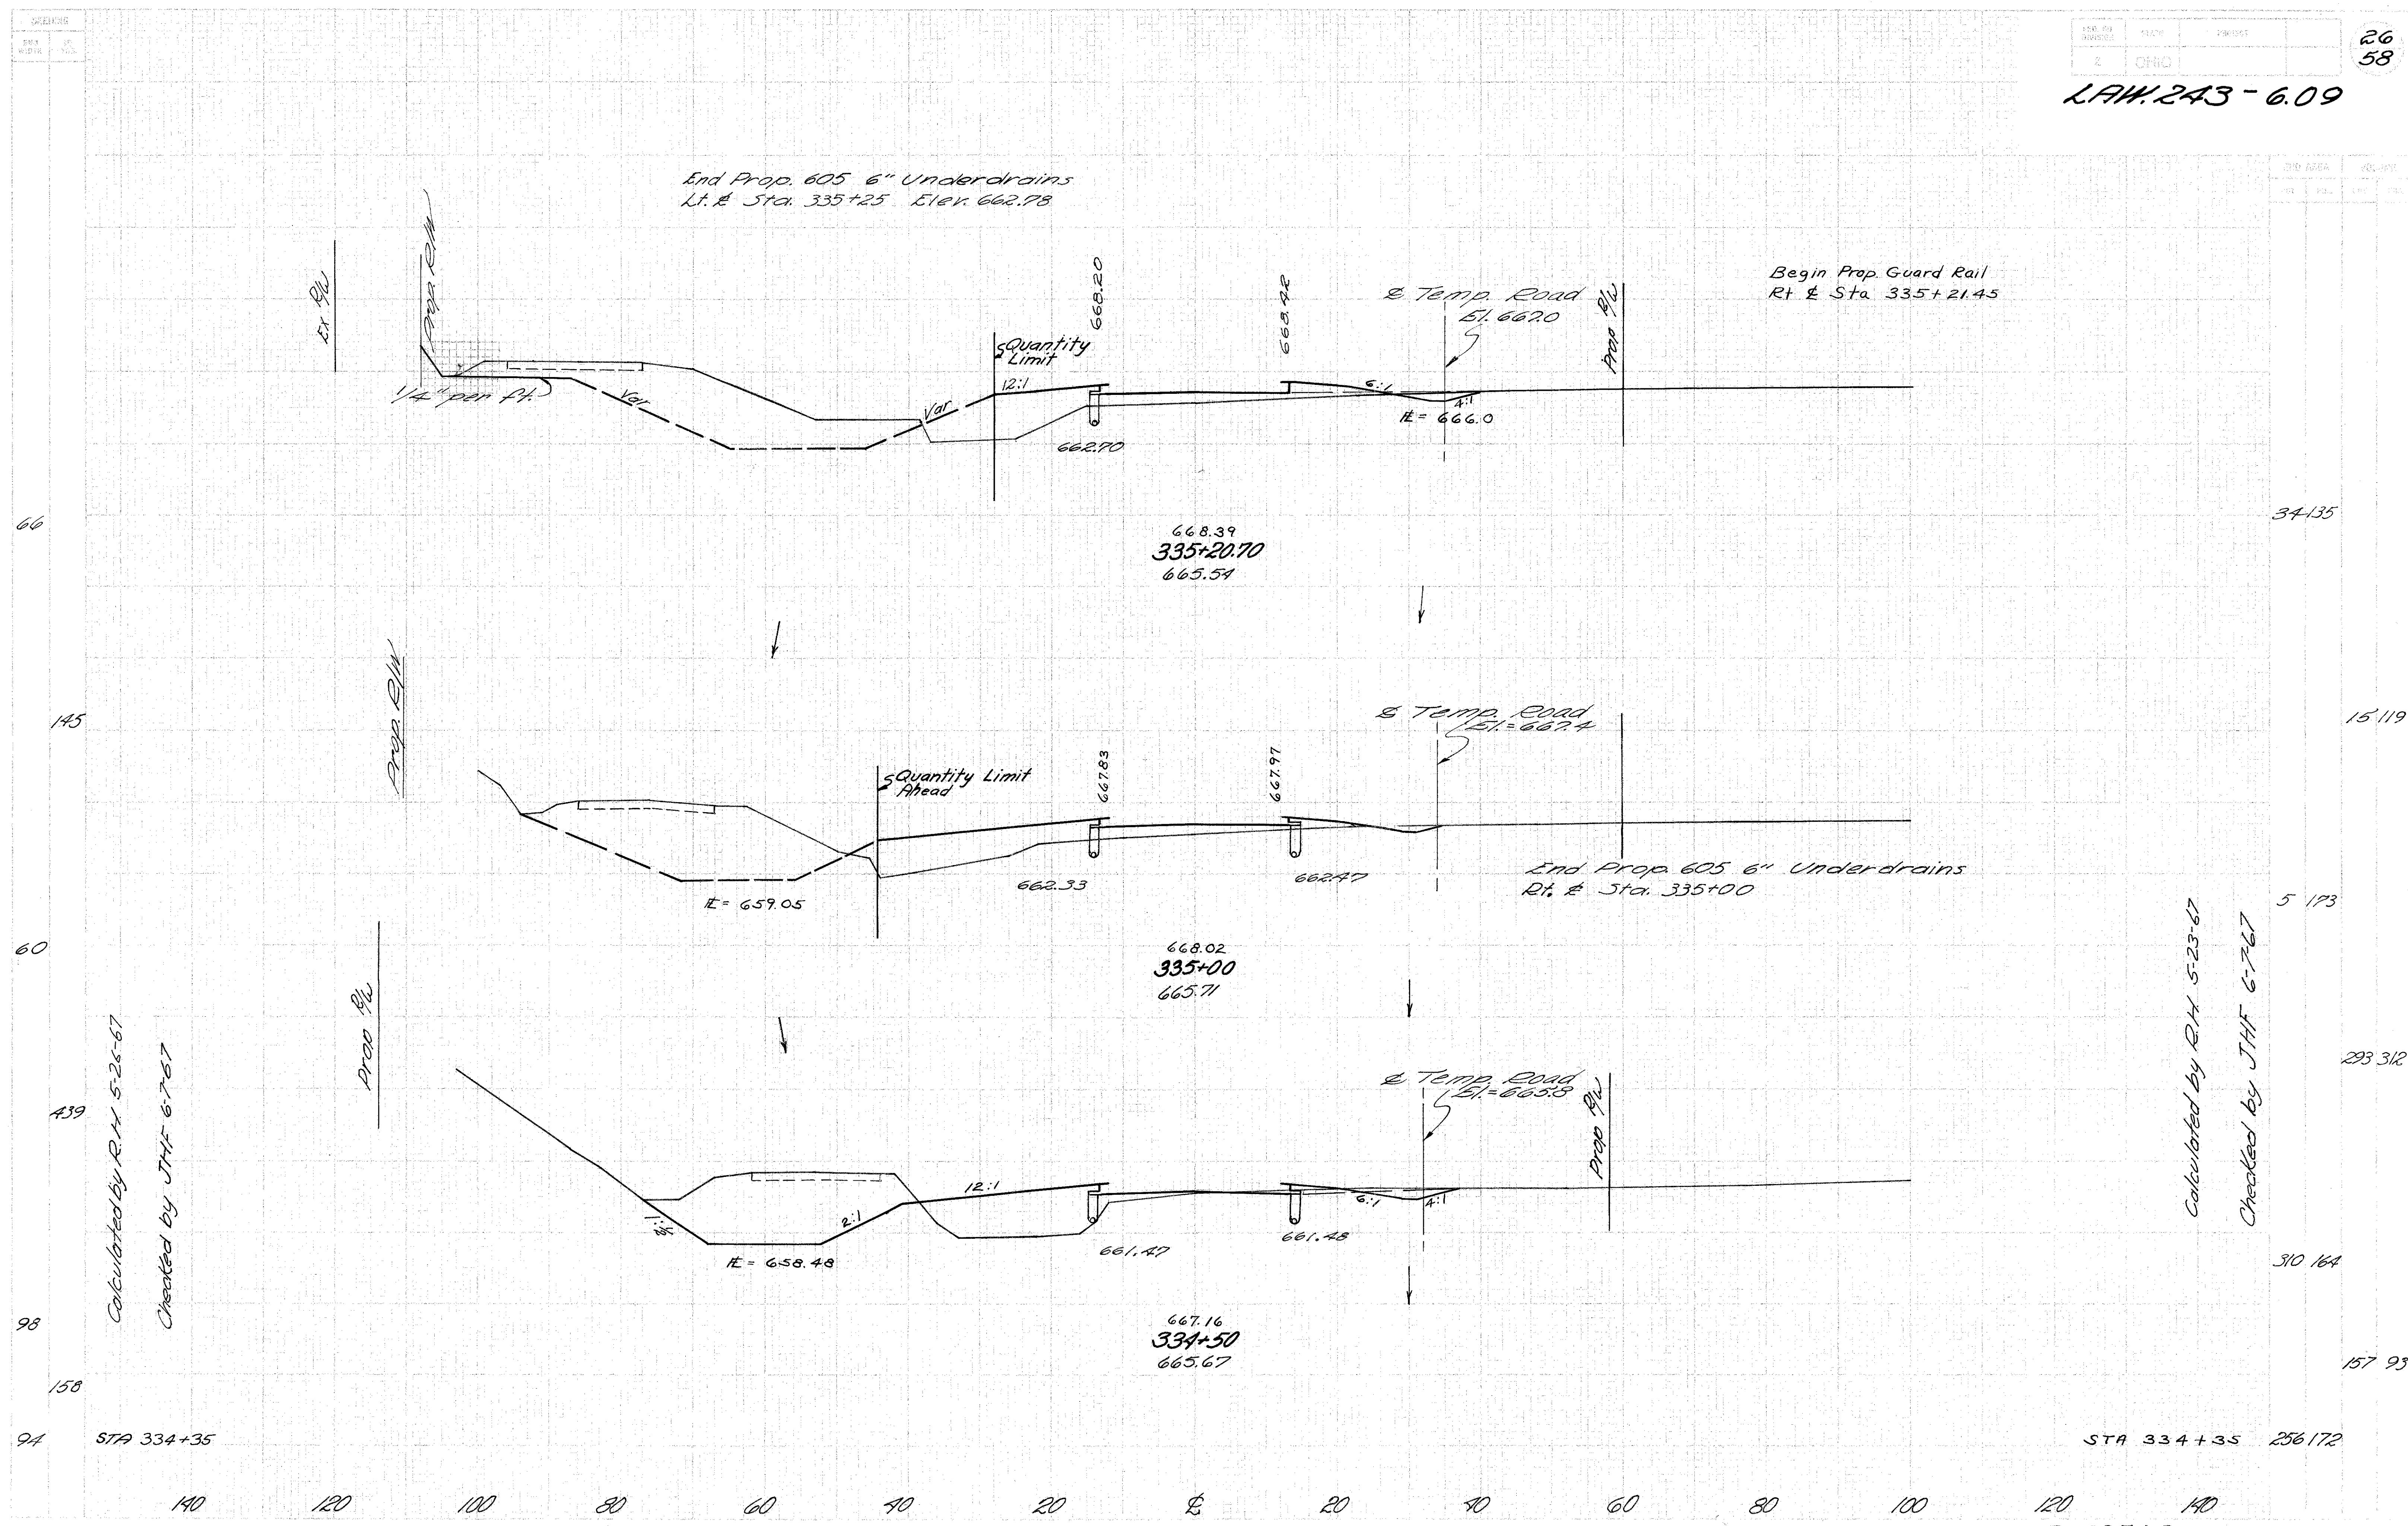 SEEDING
END WIDTH
OHIO
26
58
LAW. 243 - 6.09
END AREA
End Prop. 605 6" Underdrains
Lt. ₵ Sta. 335+25 Elev. 662.78
Ex R/W
Prop. R/W
668.20
668.42
₵ Temp. Road
El. 667.0
Prop R/W
Begin Prop. Guard Rail
Rt ₵ Sta 335+21.45
Quantity
Limit
12:1
6:1
4:1
1/4" per ft.
Var
Var
℄ = 666.0
662.70
66
34 135
668.39
335+20.70
665.54
Prop. R/W
145
15 119
₵ Temp. Road
El.=667.4
667.83
667.97
Quantity Limit
Ahead
End Prop. 605 6" Underdrains
Rt. ₵ Sta. 335+00
662.33
662.47
℄ = 659.05
5 173
60
668.02
335+00
665.71
Prop R/W
Calculated by R.H. 5-26-67
Checked by JHF 6-7-67
Calculated by R.H. 5-23-67
Checked by JHF 6-7-67
293 312
439
₵ Temp. Road
El.=665.8
Prop R/W
12:1
2:1
6:1
4:1
661.47
661.48
℄ = 658.48
310 164
98
667.16
334+50
665.67
157 93
158
94 STA 334+35
STA 334+35 256 172
140 120 100 80 60 40 20 ₵ 20 40 60 80 100 120 140